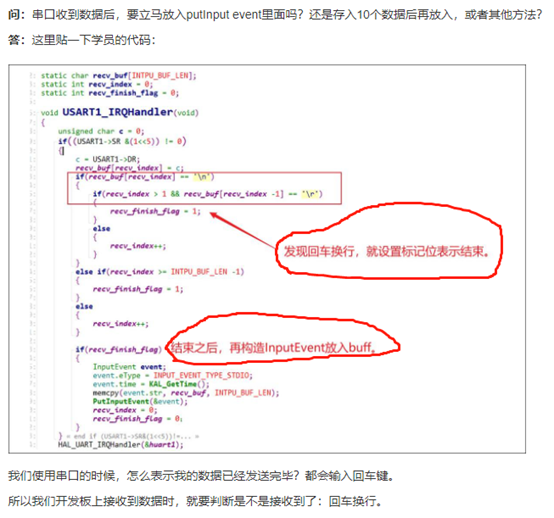 问：串口收到数据后，要立马放入putInput event里面吗？还是存入10个数据后再放入，或者其他方法？
答：这里贴一下学员的代码：
static char recv_buf[INTPU_BUF_LEN];
static int recv_index = 0;
static int recv_finish_flag = 0;
void USART1_IRQHandler(void)
{
unsigned char c = 0;
if((USART1->SR &(1<<5)) != 0)
{
c = USART1->DR;
recv_buf[recv_index] = c;
if(recv_buf[recv_index] == '\n')
{
if(recv_index > 1 && recv_buf[recv_index -1] == '\r')
{
recv_finish_flag = 1;
}
else
{
recv_index++;
}
}
发现回车换行，就设置标记位表示结束。
else if(recv_index >= INTPU_BUF_LEN -1)
{
recv_finish_flag = 1;
}
else
{
recv_index++;
}
if(recv_finish_flag) 结束之后，再构造InputEvent放入buff。
{
InputEvent event;
event.eType = INPUT_EVENT_TYPE_STDIO;
event.time = KAL_GetTime();
memcpy(event.str, recv_buf, INTPU_BUF_LEN);
PutInputEvent(&event);
recv_index = 0;
recv_finish_flag = 0;
}
} « end if (USART1->SR&(1<<5))!=... »
HAL_UART_IRQHandler(&huart1);
我们使用串口的时候，怎么表示我的数据已经发送完毕？都会输入回车键。
所以我们开发板上接收到数据时，就要判断是不是接收到了：回车换行。